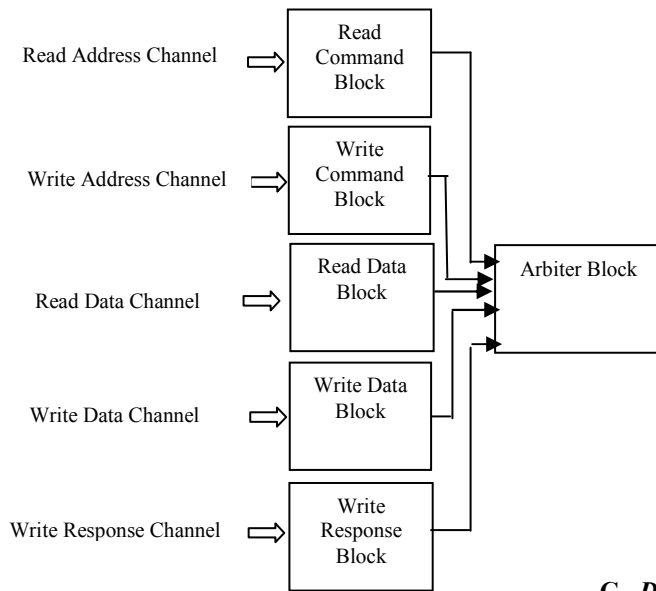 Read Address Channel
Read
Command
Block
Write Address Channel
Write
Command
Block
Read Data Channel
Read Data
Block
Arbiter Block
Write Data Channel
Write Data
Block
Write Response Channel
Write
Response
Block